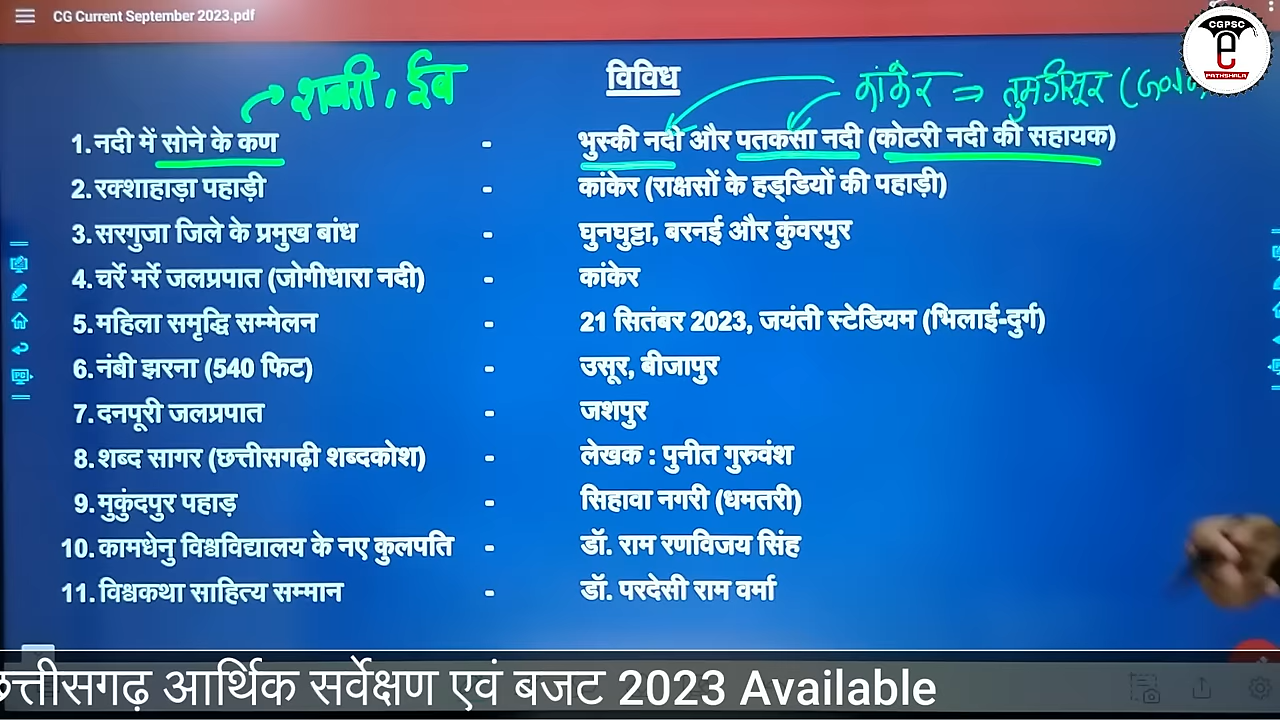 CG Current September 2023.pdf
CGPSC
e
PATHSHALA
शबरी, ईब
विविध
कांकेर ⇒
1. नदी में सोने के कण - भुस्की नदी और पतकसा नदी (कोटरी नदी की सहायक)
2. रक्शाहाड़ा पहाड़ी - कांकेर (राक्षसों के हड्डियों की पहाड़ी)
3. सरगुजा जिले के प्रमुख बांध - घुनघुट्टा, बरनई और कुंवरपुर
4. चर्रे मर्रे जलप्रपात (जोगीधारा नदी) - कांकेर
5. महिला समृद्धि सम्मेलन - 21 सितंबर 2023, जयंती स्टेडियम (भिलाई-दुर्ग)
6. नंबी झरना (540 फिट) - उसूर, बीजापुर
7. दनपूरी जलप्रपात - जशपुर
8. शब्द सागर (छत्तीसगढ़ी शब्दकोश) - लेखक : पुनीत गुरुवंश
9. मुकुंदपुर पहाड़ - सिहावा नगरी (धमतरी)
10. कामधेनु विश्वविद्यालय के नए कुलपति - डॉ. राम रणविजय सिंह
11. विश्वकथा साहित्य सम्मान - डॉ. परदेसी राम वर्मा
छत्तीसगढ़ आर्थिक सर्वेक्षण एवं बजट 2023 Available